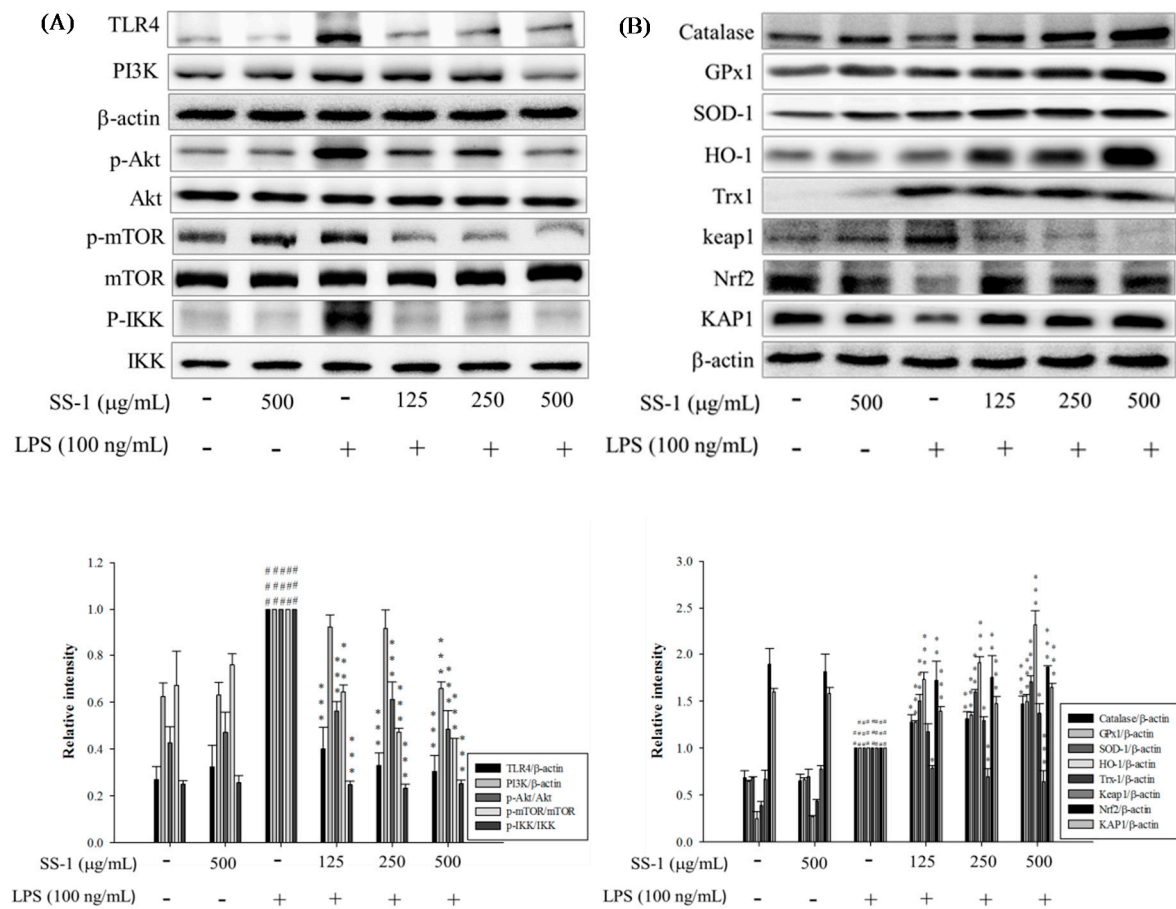 (A)
TLR4
PI3K
β-actin
p-Akt
Akt
p-mTOR
mTOR
P-IKK
IKK
SS-1 (μg/mL) - 500 - 125 250 500
LPS (100 ng/mL) - - + + + +
(B)
Catalase
GPx1
SOD-1
HO-1
Trx1
keap1
Nrf2
KAP1
β-actin
SS-1 (μg/mL) - 500 - 125 250 500
LPS (100 ng/mL) - - + + + +
Relative intensity
1.2
1.0
0.8
0.6
0.4
0.2
0.0
# # # # #
# # # # #
# # # # #
TLR4/β-actin
PI3K/β-actin
p-Akt/Akt
p-mTOR/mTOR
p-IKK/IKK
SS-1 (μg/mL) - 500 - 125 250 500
LPS (100 ng/mL) - - + + + +
Relative intensity
3.0
2.5
2.0
1.5
1.0
0.5
0.0
Catalase/β-actin
GPx1/β-actin
SOD-1/β-actin
HO-1/β-actin
Trx-1/β-actin
Keap1/β-actin
Nrf2/β-actin
KAP1/β-actin
SS-1 (μg/mL) - 500 - 125 250 500
LPS (100 ng/mL) - - + + + +